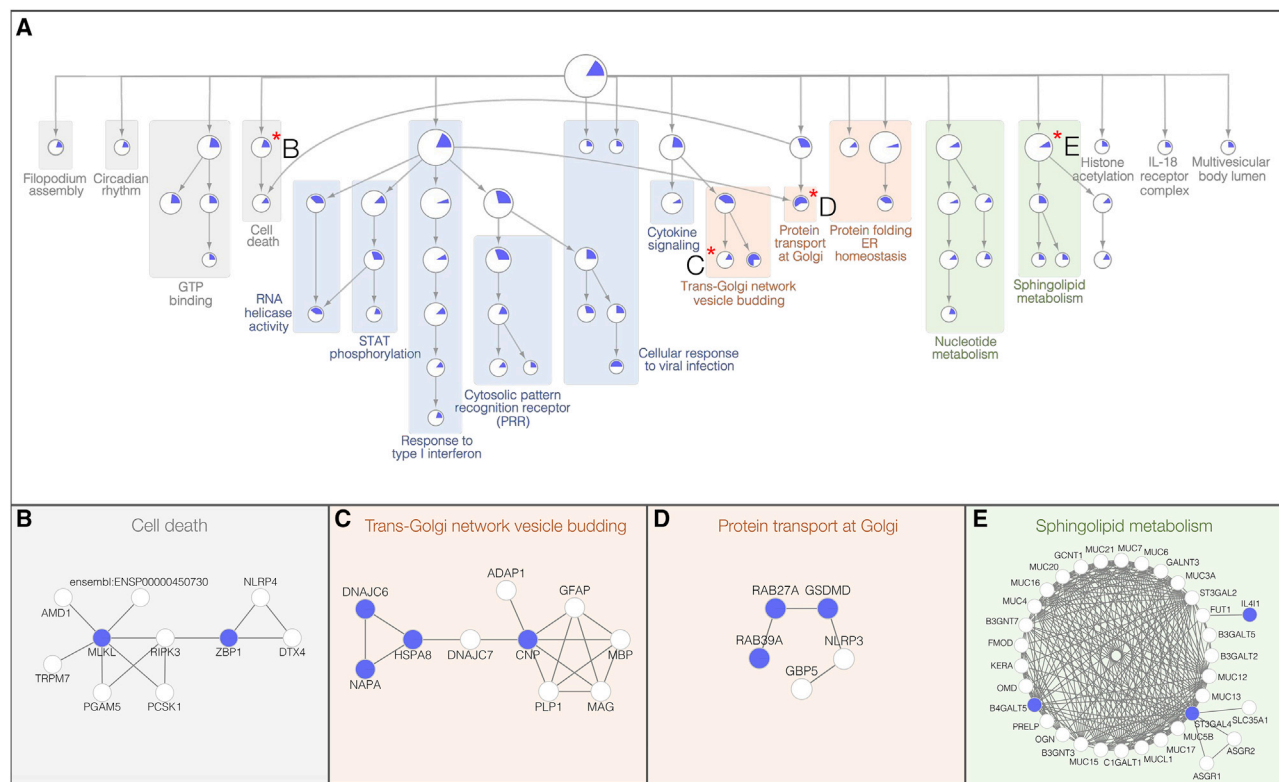 A
* B
* E
* D
C *
Filopodium
assembly
Circadian
rhythm
GTP
binding
Cell
death
RNA
helicase
activity
STAT
phosphorylation
Response to
type I interferon
Cytosolic pattern
recognition receptor
(PRR)
Cellular response
to viral infection
Cytokine
signaling
Trans-Golgi network
vesicle budding
Protein
transport
at Golgi
Protein folding
ER
homeostasis
Nucleotide
metabolism
Sphingolipid
metabolism
Histone
acetylation
IL-18
receptor
complex
Multivesicular
body lumen
B
Cell death
ensembl:ENSP00000450730
NLRP4
AMD1
MLKL
RIPK3
ZBP1
DTX4
TRPM7
PGAM5
PCSK1
C
Trans-Golgi network vesicle budding
ADAP1
DNAJC6
GFAP
HSPA8
DNAJC7
CNP
MBP
NAPA
PLP1
MAG
D
Protein transport at Golgi
RAB27A
GSDMD
RAB39A
NLRP3
GBP5
E
Sphingolipid metabolism
MUC21
MUC7
MUC6
GCNT1
GALNT3
MUC20
MUC3A
MUC16
ST3GAL2
MUC4
FUT1
IL4I1
B3GNT7
B3GALT5
FMOD
B3GALT2
KERA
MUC12
OMD
MUC13
B4GALT5
ST3GAL4
SLC35A1
PRELP
MUC5B
OGN
MUC17
ASGR2
B3GNT3
MUCL1
MUC15
C1GALT1
ASGR1